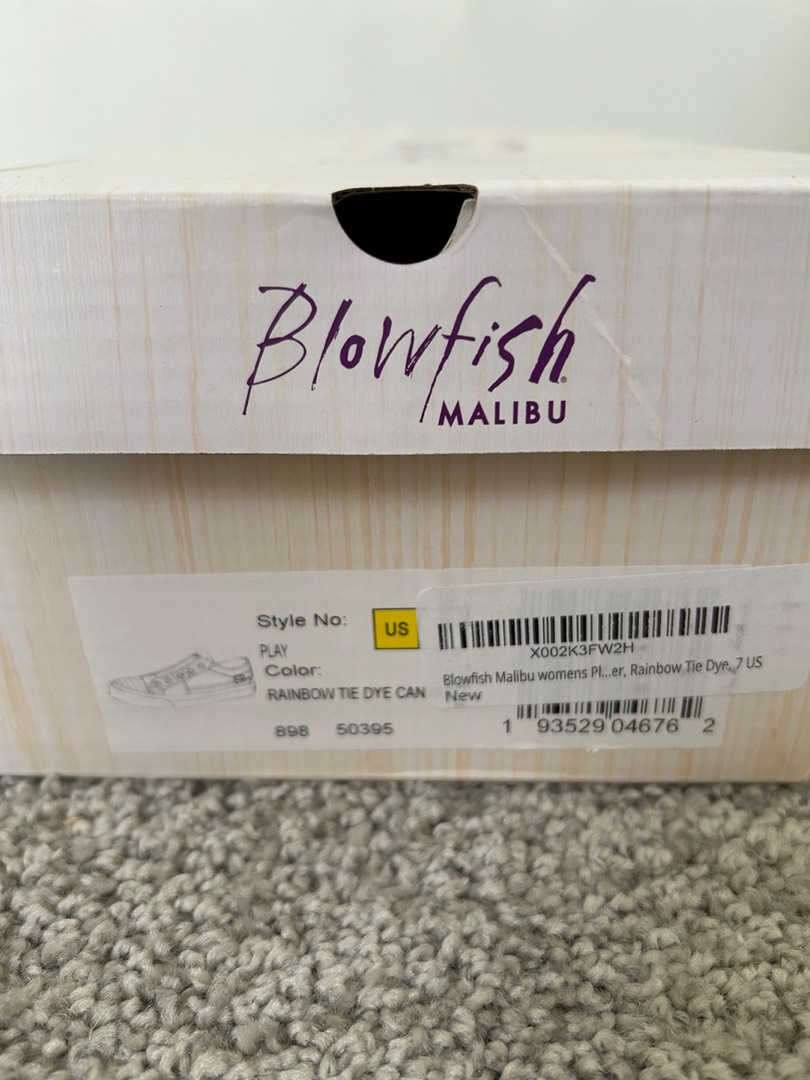 Blowfish®
MALIBU
Style No:
PLAY
US
Color:
RAINBOW TIE DYE CAN
898 50395
X002K3FW2H
Blowfish Malibu womens Pl...er, Rainbow Tie Dye, 7 US
New
1 93529 04676 2